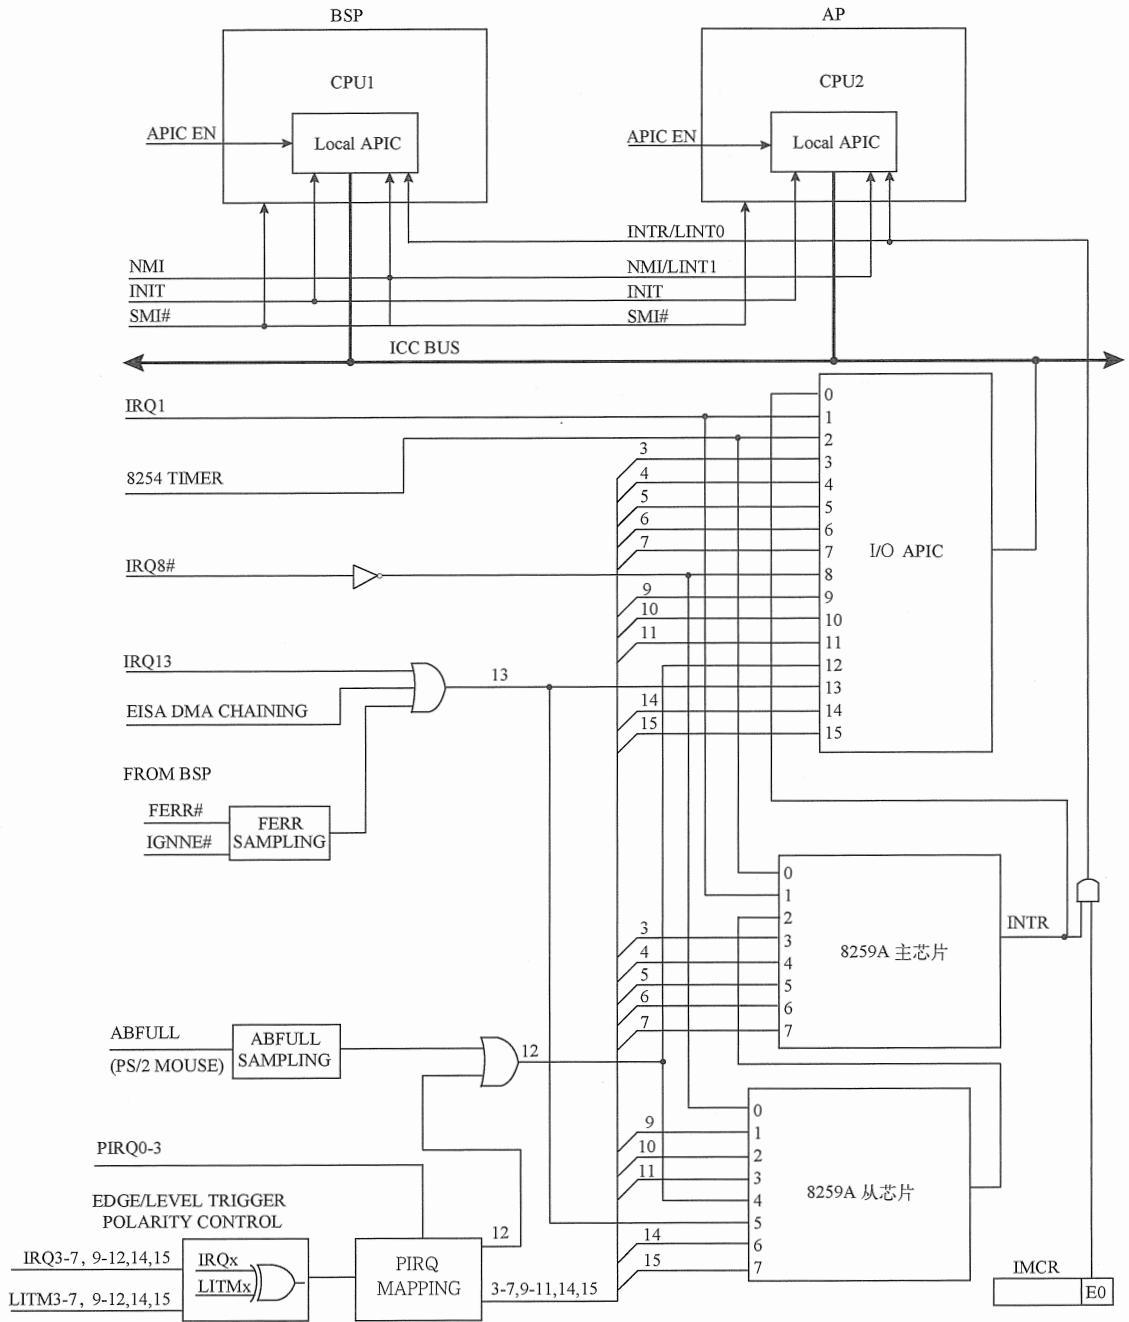 BSP
AP
CPU1
CPU2
APIC EN
Local APIC
APIC EN
Local APIC
INTR/LINT0
NMI
NMI/LINT1
INIT
INIT
SMI#
SMI#
ICC BUS
IRQ1
8254 TIMER
IRQ8#
IRQ13
EISA DMA CHAINING
13
FROM BSP
FERR#
IGNNE#
FERR
SAMPLING
3
4
5
6
7
9
10
11
14
15
0
1
2
3
4
5
6
7
8
9
10
11
12
13
14
15
I/O APIC
3
4
5
6
7
0
1
2
3
4
5
6
7
8259A 主芯片
INTR
ABFULL
(PS/2 MOUSE)
ABFULL
SAMPLING
12
PIRQ0-3
EDGE/LEVEL TRIGGER
POLARITY CONTROL
IRQ3-7, 9-12,14,15
LITM3-7, 9-12,14,15
IRQx
LITMx
PIRQ
MAPPING
12
3-7,9-11,14,15
9
10
11
14
15
0
1
2
3
4
5
6
7
8259A 从芯片
IMCR
E0